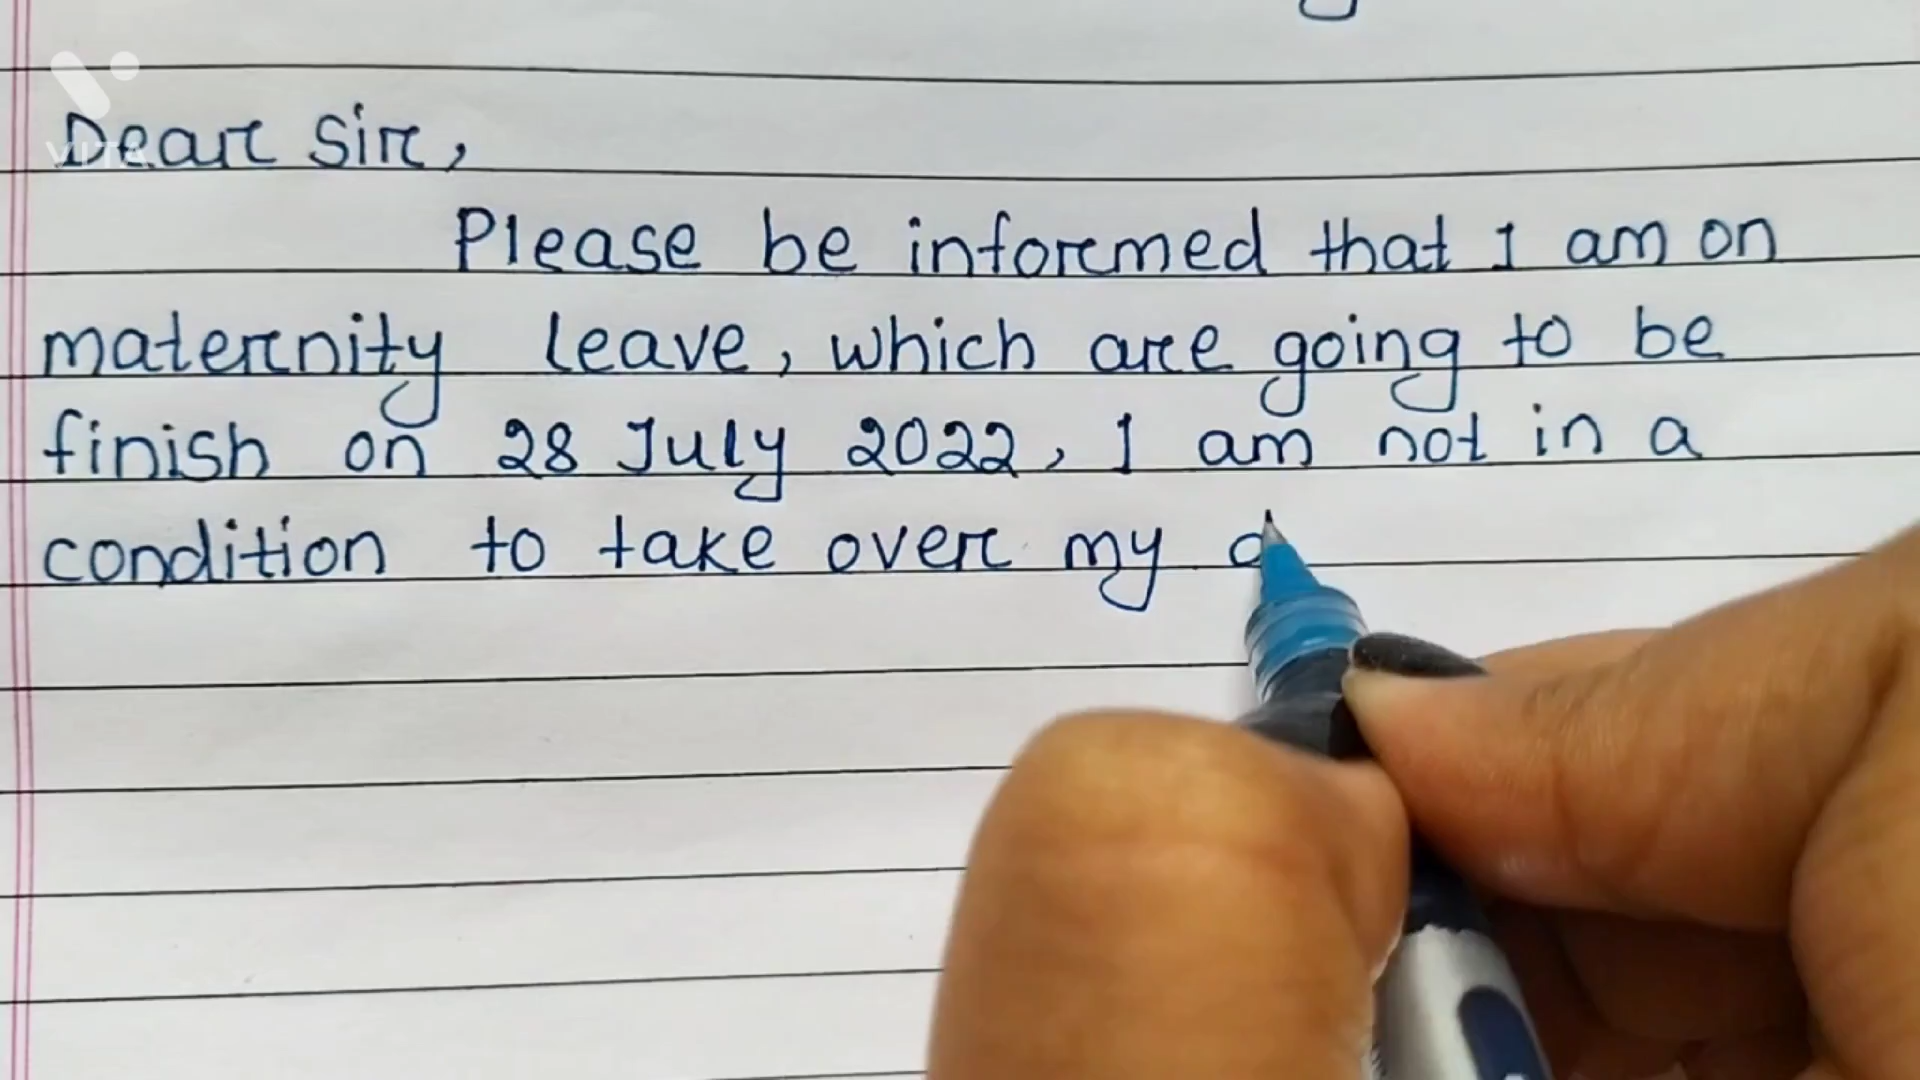 VITA
Dear Sir,
Please be informed that I am on
maternity leave, which are going to be
finish on 28 July 2022, I am not in a
condition to take over my